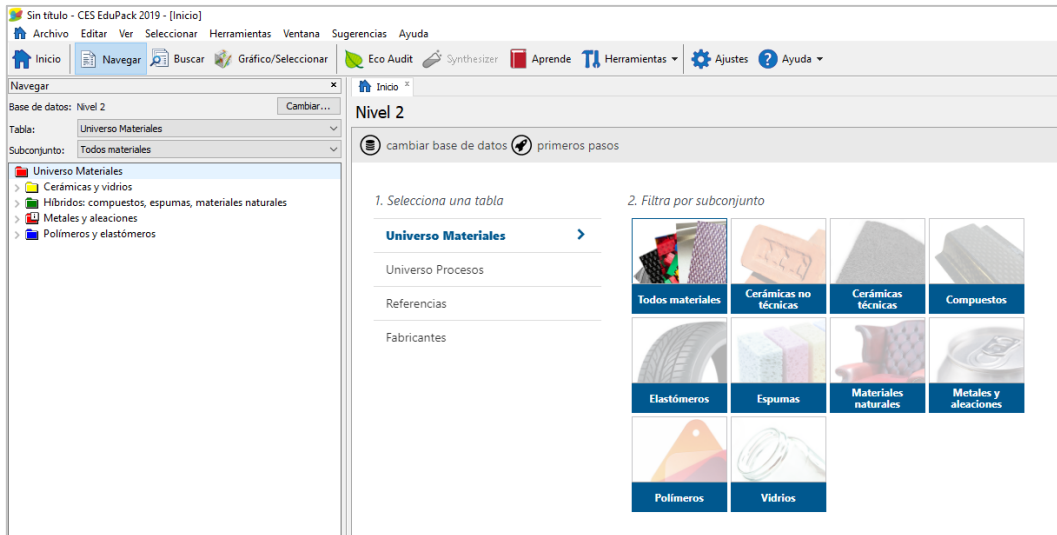 Sin título - CES EduPack 2019 - [Inicio]
Archivo Editar Ver Seleccionar Herramientas Ventana Sugerencias Ayuda
Inicio Navegar Buscar Gráfico/Seleccionar Eco Audit Synthesizer Aprende Herramientas Ajustes Ayuda
Navegar
Base de datos: Nivel 2 Cambiar...
Tabla: Universo Materiales
Subconjunto: Todos materiales
Universo Materiales
Cerámicas y vidrios
Híbridos: compuestos, espumas, materiales naturales
Metales y aleaciones
Polímeros y elastómeros
Inicio x
Nivel 2
cambiar base de datos primeros pasos
1. Selecciona una tabla
Universo Materiales
Universo Procesos
Referencias
Fabricantes
2. Filtra por subconjunto
Todos materiales
Cerámicas no
técnicas
Cerámicas
técnicas
Compuestos
Elastómeros
Espumas
Materiales
naturales
Metales y
aleaciones
Polímeros
Vidrios